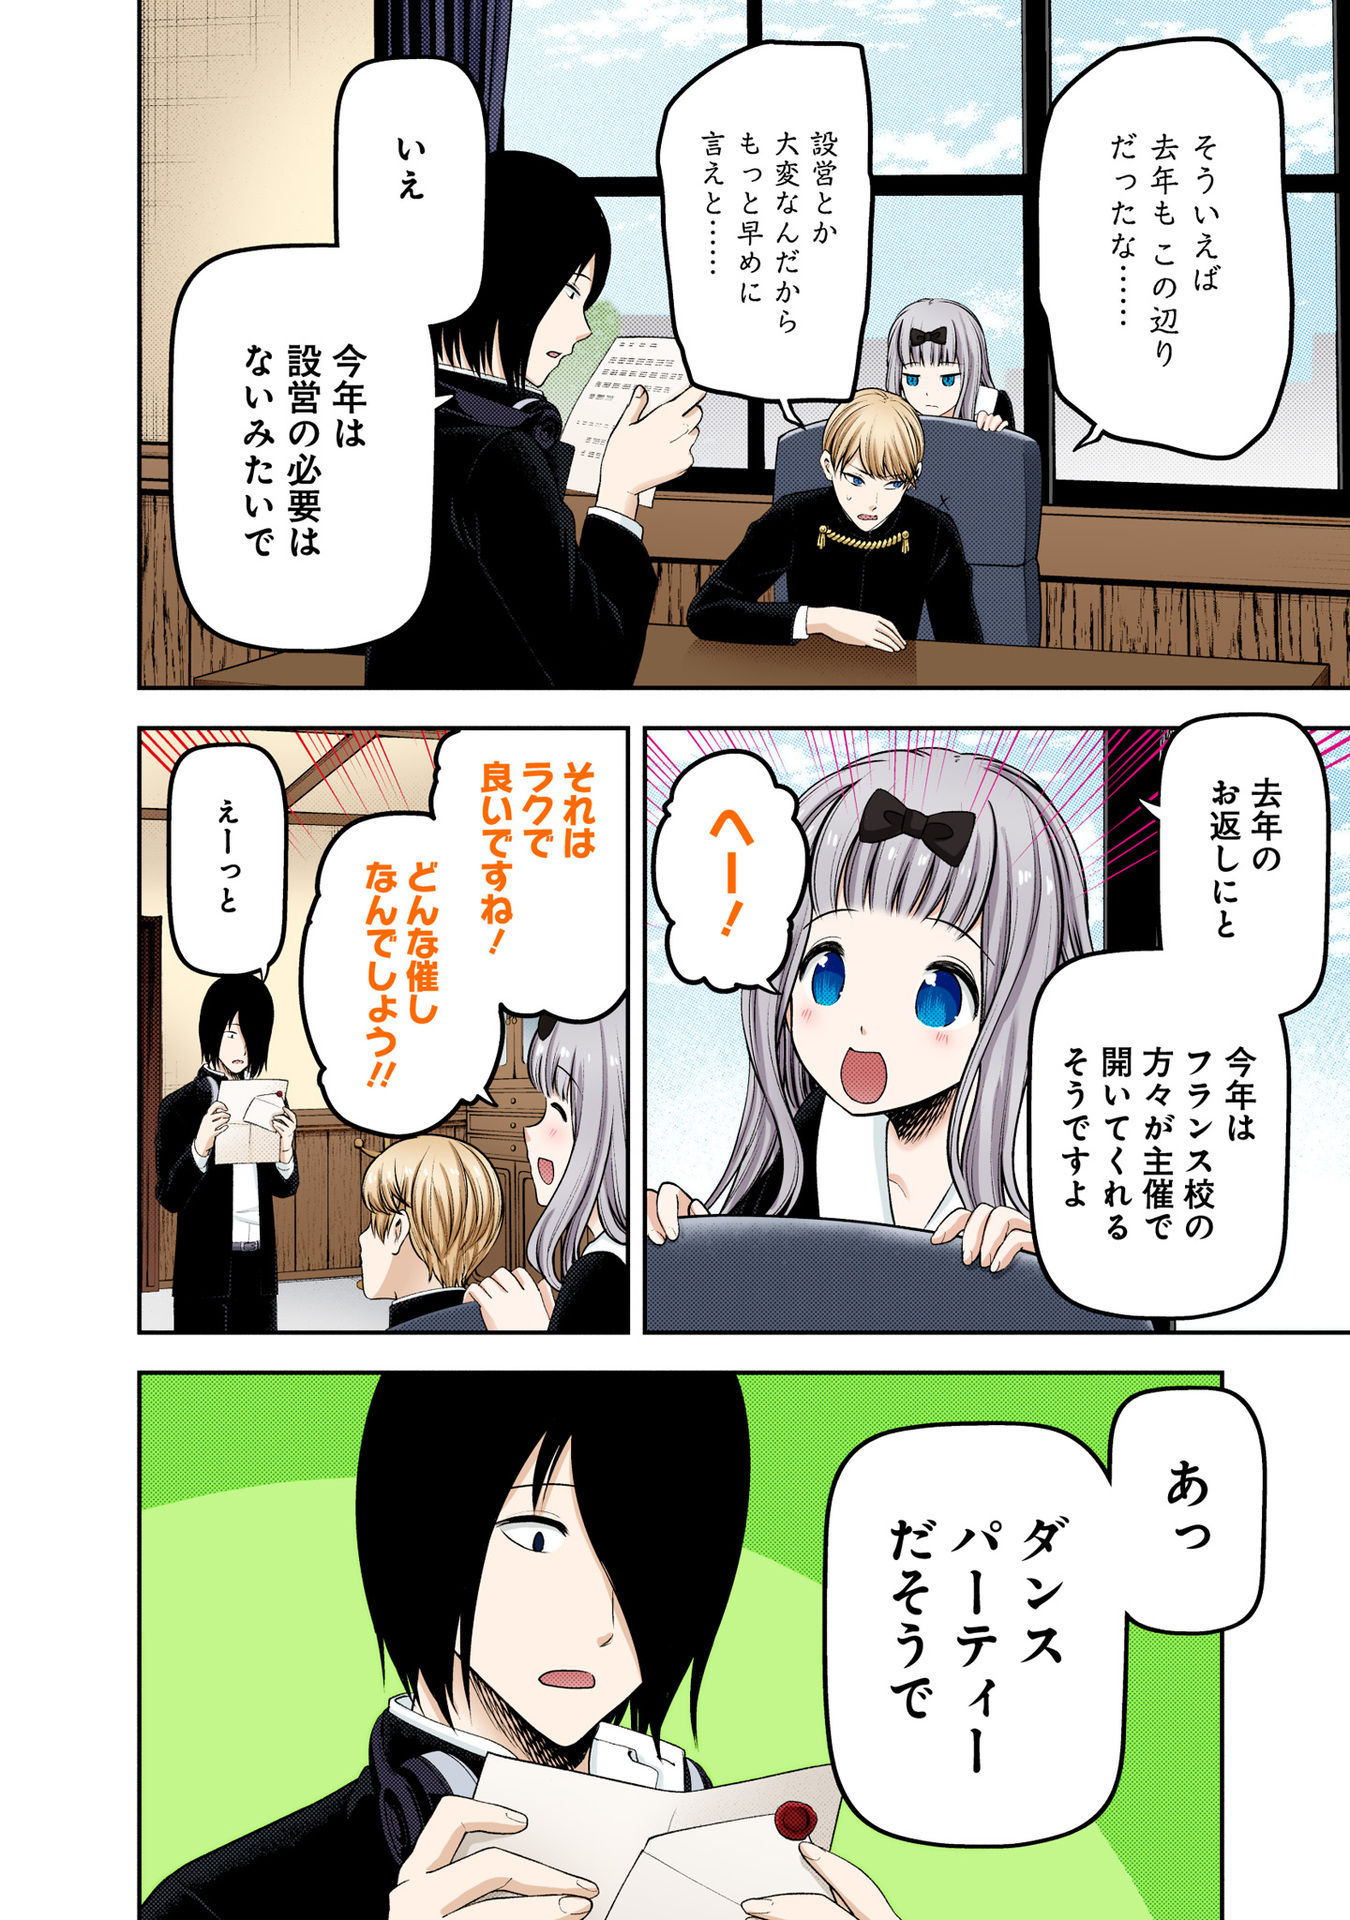 そういえば
去年もこの辺り
だったな……
設営とか
大変なんだから
もっと早めに
言えと……
いえ
今年は
設営の必要は
ないみたいで
去年の
お返しにと
今年は
フランス校の
方々が主催で
開いてくれる
そうですよ
へー!
それは
ラクで
良いですね!
どんな催し
なんでしょう!!
えーっと
あっ
ダンス
パーティー
だそうで